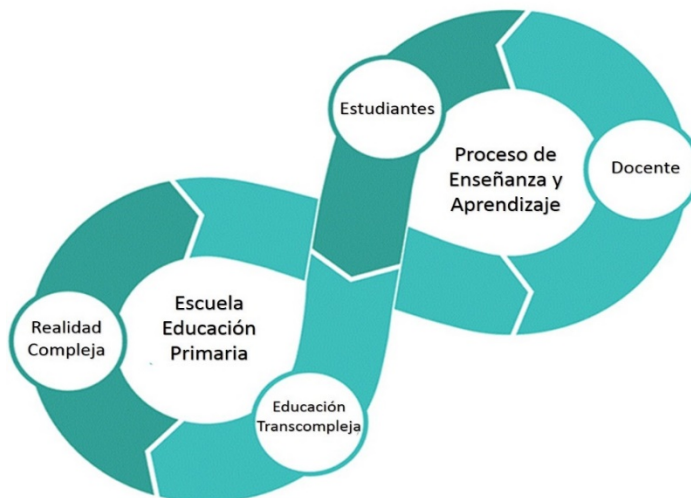 Estudiantes
Proceso de
Enseñanza y
Aprendizaje
Docente
Escuela
Educación
Primaria
Realidad
Compleja
Educación
Transcompleja